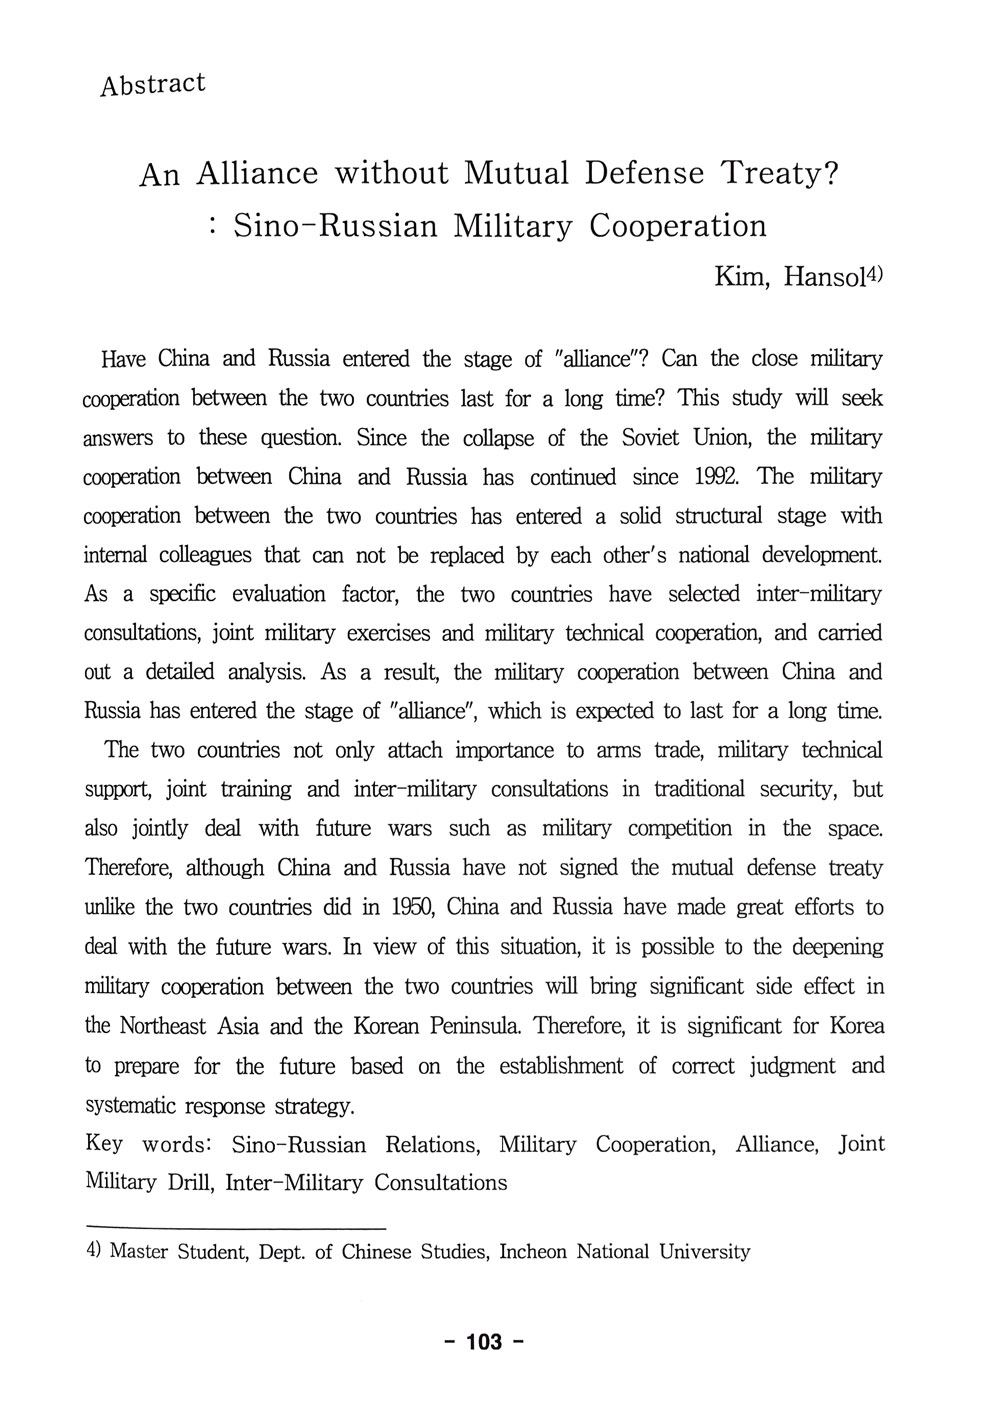 Abstract
An Alliance without Mutual Defense Treaty?
: Sino-Russian Military Cooperation
Kim, Hansol4)
Have China and Russia entered the stage of "alliance"? Can the close military
cooperation between the two countries last for a long time? This study will seek
answers to these question. Since the collapse of the Soviet Union, the military
cooperation between China and Russia has continued since 1992. The military
cooperation between the two countries has entered a solid structural stage with
internal colleagues that can not be replaced by each other's national development.
As a specific evaluation factor, the two countries have selected inter-military
consultations, joint military exercises and military technical cooperation, and carried
out a detailed analysis. As a result, the military cooperation between China and
Russia has entered the stage of "alliance", which is expected to last for a long time.
The two countries not only attach importance to arms trade, military technical
support, joint training and inter-military consultations in traditional security, but
also jointly deal with future wars such as military competition in the space.
Therefore, although China and Russia have not signed the mutual defense treaty
unlike the two countries did in 1950, China and Russia have made great efforts to
deal with the future wars. In view of this situation, it is possible to the deepening
military cooperation between the two countries will bring significant side effect in
the Northeast Asia and the Korean Peninsula. Therefore, it is significant for Korea
to prepare for the future based on the establishment of correct judgment and
systematic response strategy.
Key words: Sino-Russian Relations, Military Cooperation, Alliance, Joint
Military Drill, Inter-Military Consultations
4) Master Student, Dept. of Chinese Studies, Incheon National University
- 103 -